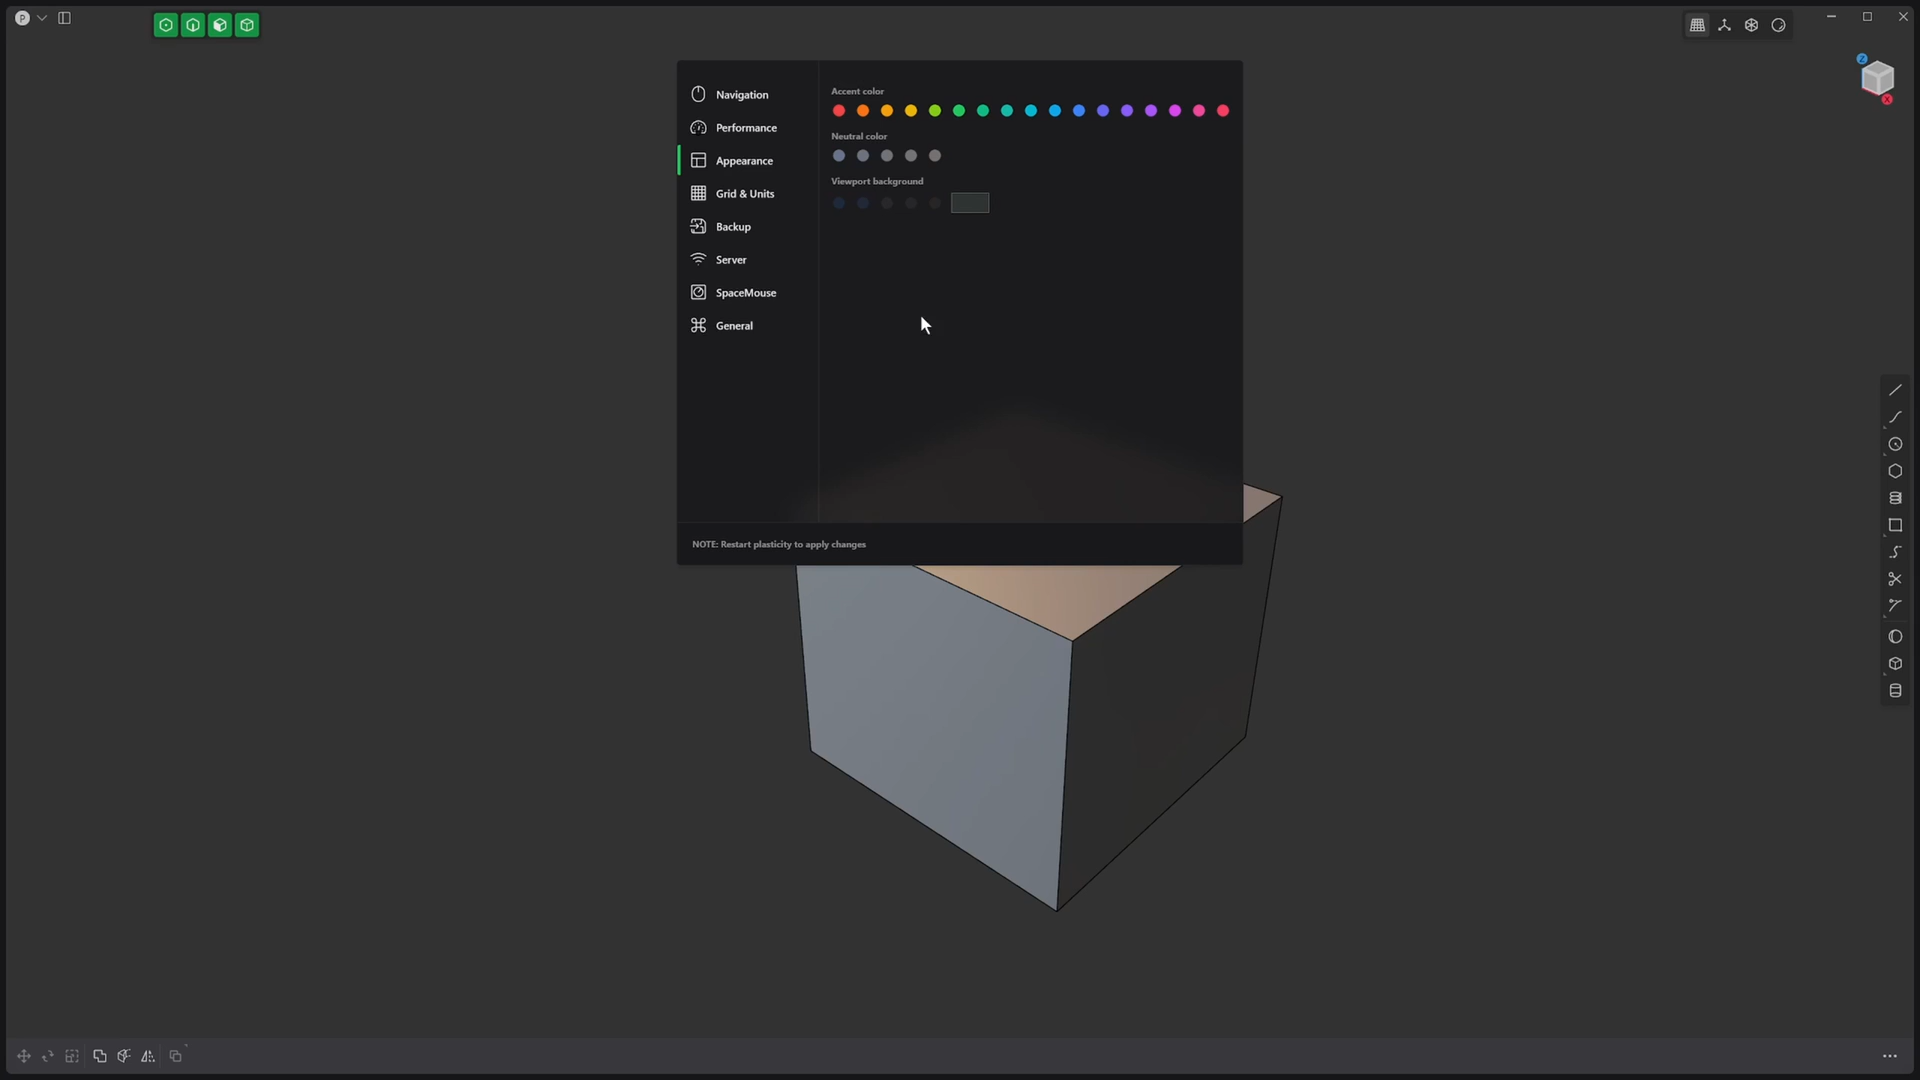 P
Navigation
Performance
Appearance
Grid & Units
Backup
Server
SpaceMouse
General
Accent color
Neutral color
Viewport background
NOTE: Restart plasticity to apply changes
Z
X